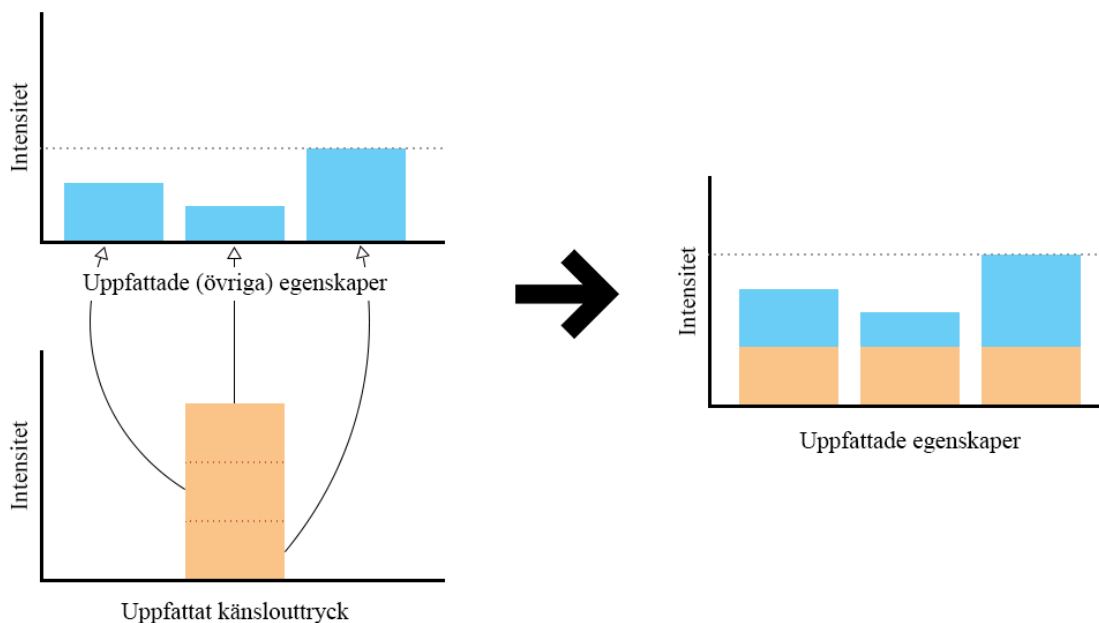 Intensitet
Uppfattade (övriga) egenskaper
Intensitet
Uppfattat känslouttryck
Intensitet
Uppfattade egenskaper